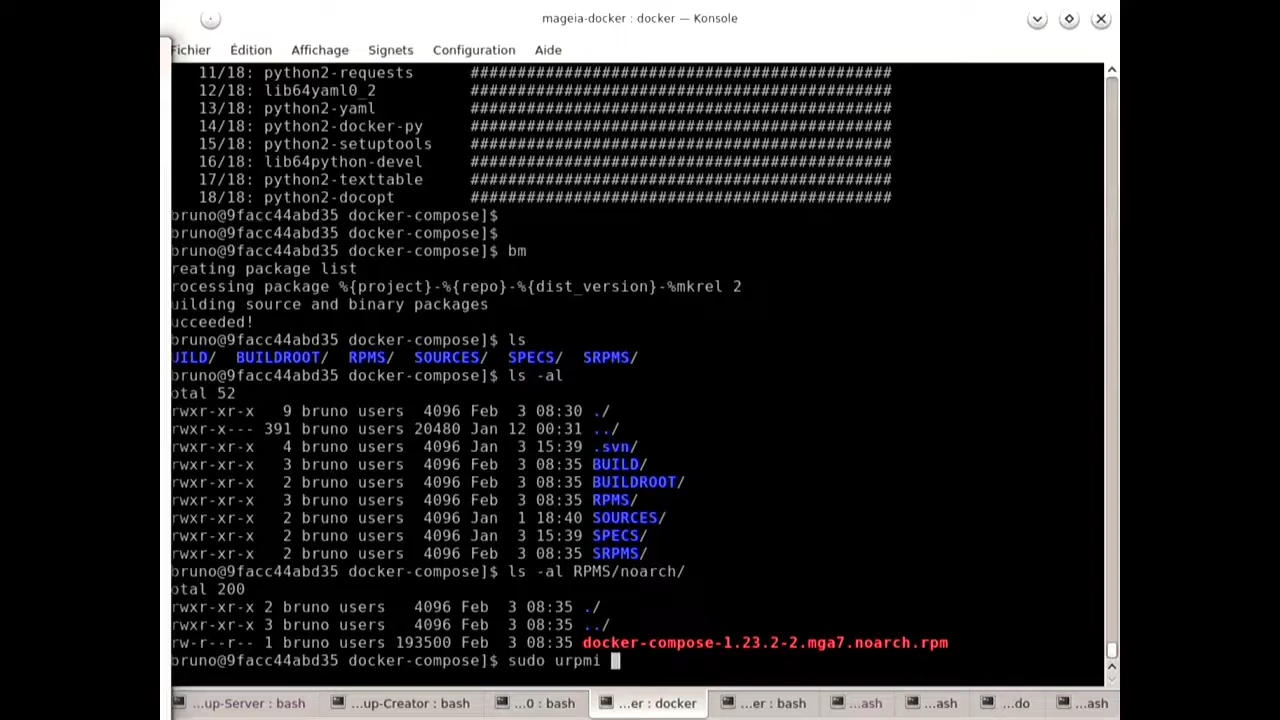 mageia-docker : docker — Konsole
Fichier Édition Affichage Signets Configuration Aide
11/18: python2-requests ############################################
12/18: lib64yaml0_2 ############################################
13/18: python2-yaml ############################################
14/18: python2-docker-py ############################################
15/18: python2-setuptools ############################################
16/18: lib64python-devel ############################################
17/18: python2-texttable ############################################
18/18: python2-docopt ############################################
bruno@9facc44abd35 docker-compose]$
bruno@9facc44abd35 docker-compose]$
bruno@9facc44abd35 docker-compose]$ bm
reating package list
rocessing package %{project}-%{repo}-%{dist_version}-%mkrel 2
uilding source and binary packages
ucceeded!
bruno@9facc44abd35 docker-compose]$ ls
UILD/ BUILDROOT/ RPMS/ SOURCES/ SPECS/ SRPMS/
bruno@9facc44abd35 docker-compose]$ ls -al
otal 52
rwxr-xr-x 9 bruno users 4096 Feb 3 08:30 ./
rwxr-x--- 391 bruno users 20480 Jan 12 00:31 ../
rwxr-xr-x 4 bruno users 4096 Jan 3 15:39 .svn/
rwxr-xr-x 3 bruno users 4096 Feb 3 08:35 BUILD/
rwxr-xr-x 2 bruno users 4096 Feb 3 08:35 BUILDROOT/
rwxr-xr-x 3 bruno users 4096 Feb 3 08:35 RPMS/
rwxr-xr-x 2 bruno users 4096 Jan 1 18:40 SOURCES/
rwxr-xr-x 2 bruno users 4096 Jan 3 15:39 SPECS/
rwxr-xr-x 2 bruno users 4096 Feb 3 08:35 SRPMS/
bruno@9facc44abd35 docker-compose]$ ls -al RPMS/noarch/
otal 200
rwxr-xr-x 2 bruno users 4096 Feb 3 08:35 ./
rwxr-xr-x 3 bruno users 4096 Feb 3 08:35 ../
rw-r--r-- 1 bruno users 193500 Feb 3 08:35 docker-compose-1.23.2-2.mga7.noarch.rpm
bruno@9facc44abd35 docker-compose]$ sudo urpmi
...up-Server : bash ...up-Creator : bash ...0 : bash ...er : docker ...er : bash ...ash ...ash ...do ...ash